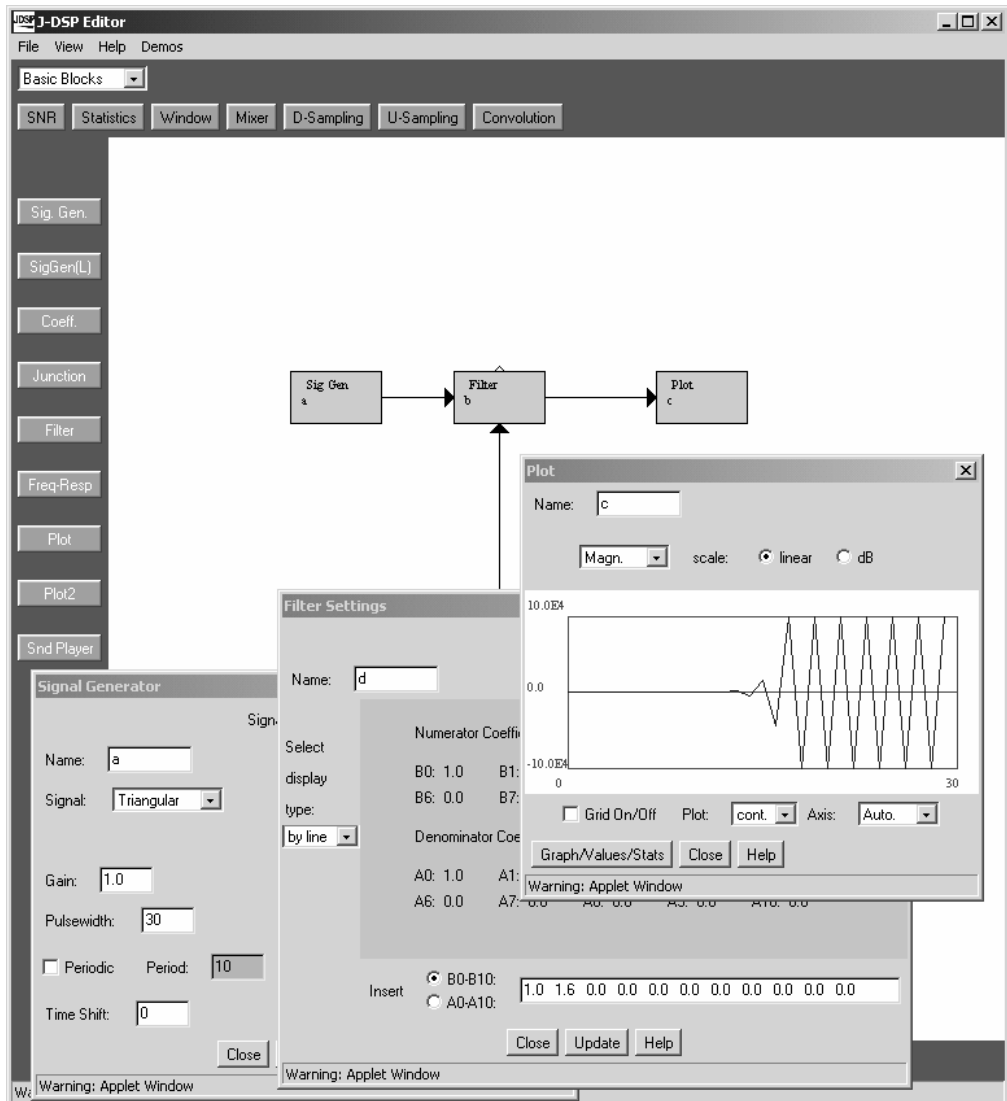 JDSP J-DSP Editor
File View Help Demos
Basic Blocks
SNR Statistics Window Mixer D-Sampling U-Sampling Convolution
Sig. Gen.
SigGen(L)
Coeff.
Junction
Filter
Freq-Resp
Plot
Plot2
Snd Player
Sig Gen
a
Filter
b
Plot
c
Plot
Name: c
Magn. scale: linear dB
10.0E4
0.0
-10.0E4
0 30
Grid On/Off Plot: cont. Axis: Auto.
Graph/Values/Stats Close Help
Warning: Applet Window
Filter Settings
Name: d
Select
display
type:
by line
Numerator Coeffi
B0: 1.0 B1:
B6: 0.0 B7:
Denominator Coe
A0: 1.0 A1:
A6: 0.0 A7: 0.0
Insert B0-B10:
A0-A10:
1.0 1.6 0.0 0.0 0.0 0.0 0.0 0.0 0.0 0.0 0.0
Close Update Help
Warning: Applet Window
Signal Generator
Sign
Name: a
Signal: Triangular
Gain: 1.0
Pulsewidth: 30
Periodic Period: 10
Time Shift: 0
Close
Warning: Applet Window
Wa